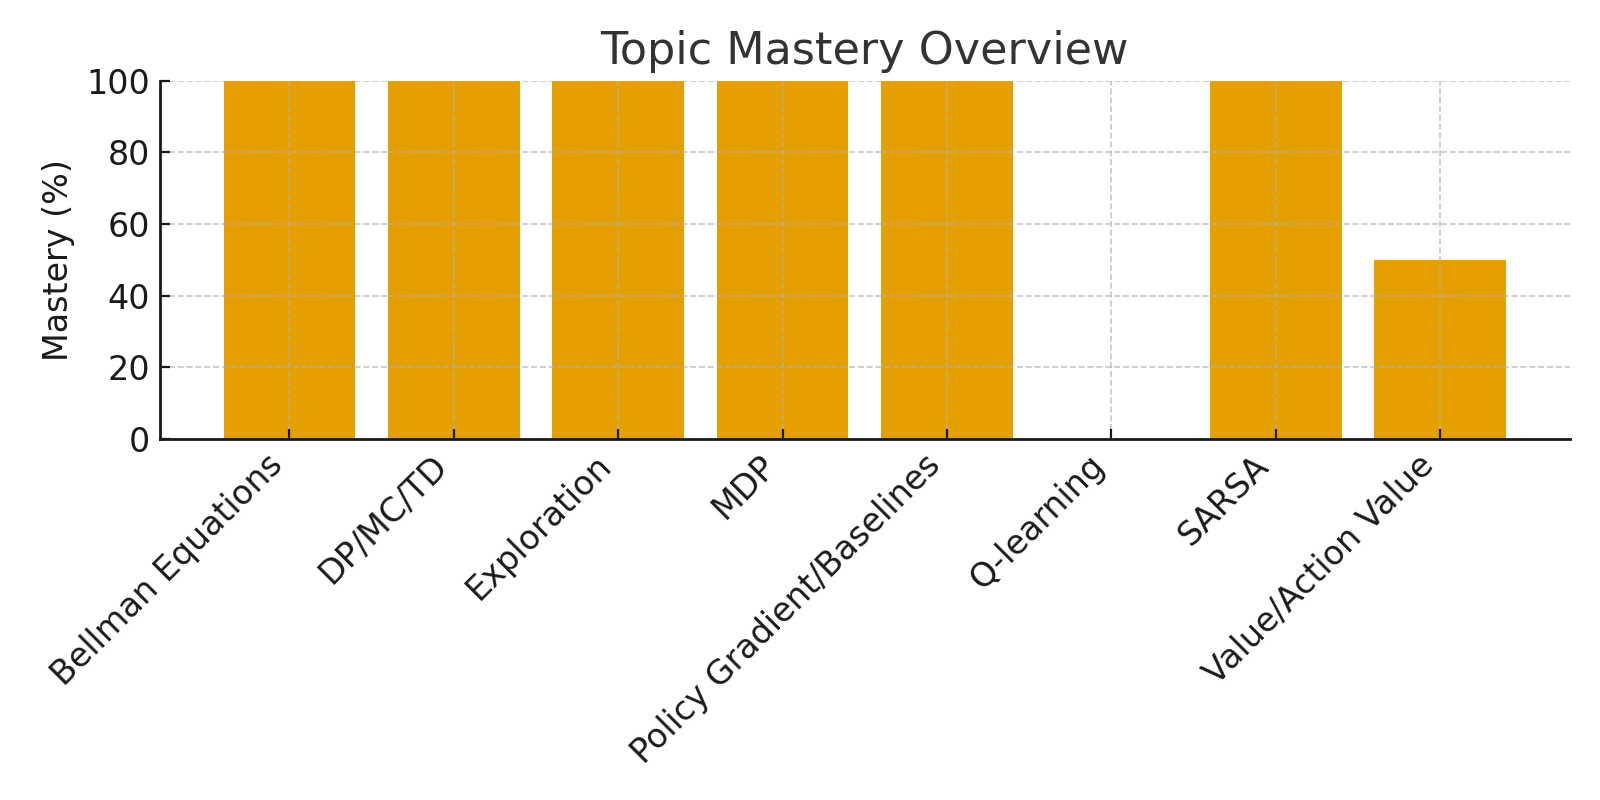 Topic Mastery Overview
Mastery (%)
100
80
60
40
20
0
Bellman Equations
DP/MC/TD
Exploration
MDP
Policy Gradient/Baselines
Q-learning
SARSA
Value/Action Value